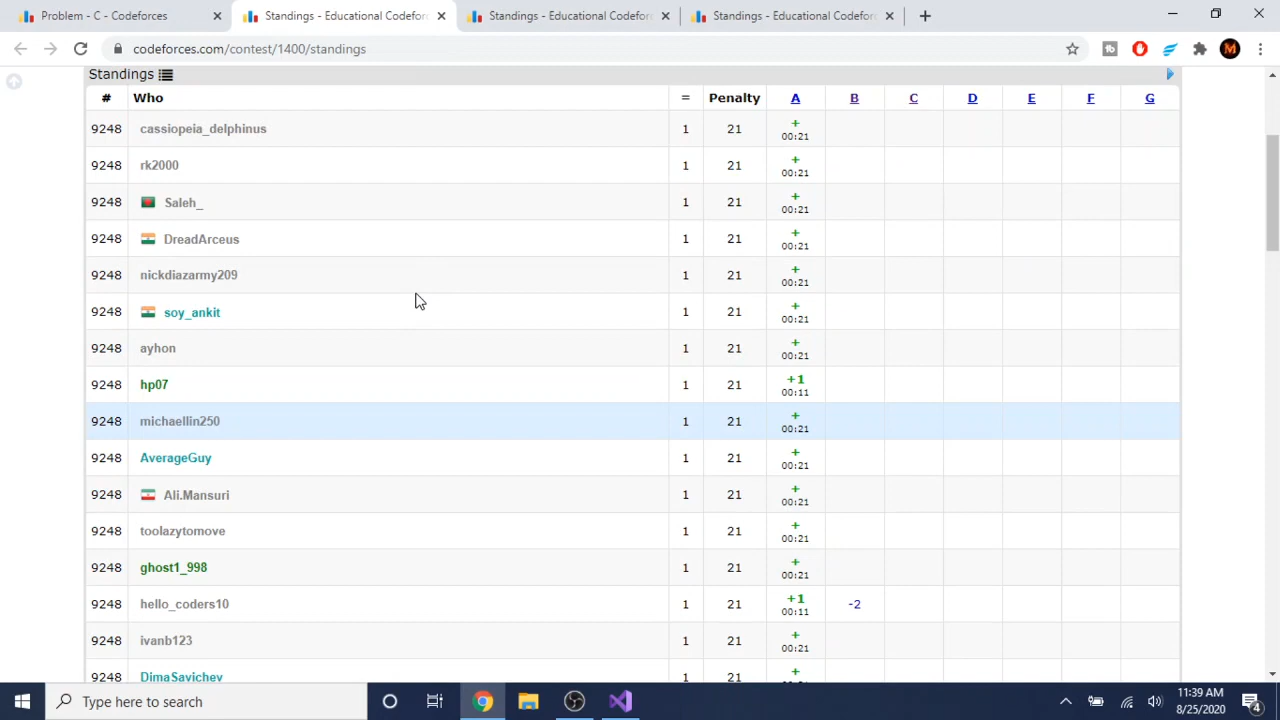 Problem - C - Codeforces
Standings - Educational Codefor
Standings - Educational Codefor
Standings - Educational Codefor
codeforces.com/contest/1400/standings
Standings
# Who = Penalty A B C D E F G
9248 cassiopeia_delphinus 1 21 +
00:21
9248 rk2000 1 21 +
00:21
9248 Saleh_ 1 21 +
00:21
9248 DreadArceus 1 21 +
00:21
9248 nickdiazarmy209 1 21 +
00:21
9248 soy_ankit 1 21 +
00:21
9248 ayhon 1 21 +
00:21
9248 hp07 1 21 +1
00:11
9248 michaellin250 1 21 +
00:21
9248 AverageGuy 1 21 +
00:21
9248 Ali.Mansuri 1 21 +
00:21
9248 toolazytomove 1 21 +
00:21
9248 ghost1_998 1 21 +
00:21
9248 hello_coders10 1 21 +1 -2
00:11
9248 ivanb123 1 21 +
00:21
9248 DimaSavichev 1 21 +
Type here to search
11:39 AM
8/25/2020
4